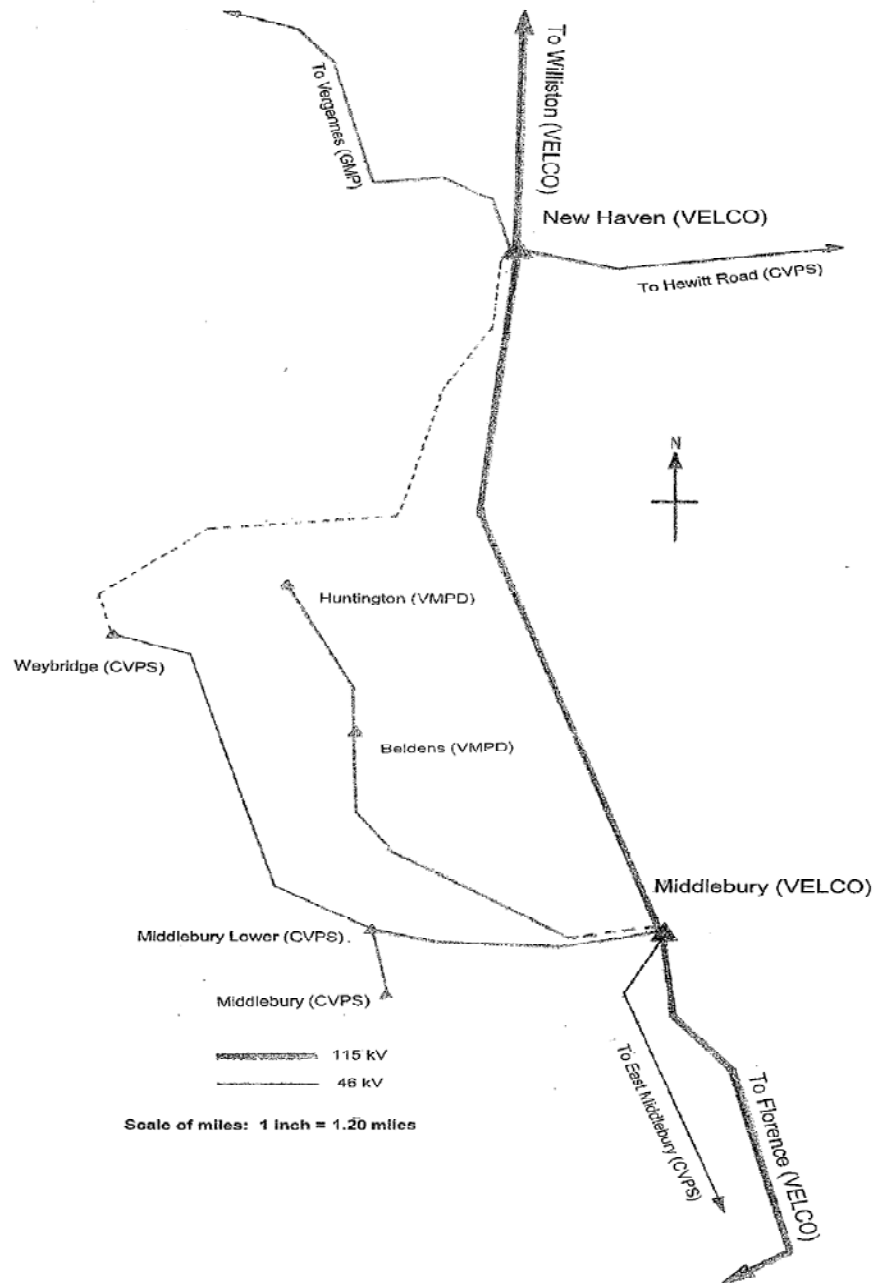 To Williston (VELCO)
To Vergennes (GMP)
New Haven (VELCO)
To Hewitt Road (CVPS)
N
Huntington (VMPD)
Weybridge (CVPS)
Beldens (VMPD)
Middlebury (VELCO)
Middlebury Lower (CVPS)
Middlebury (CVPS)
115 kV
46 kV
Scale of miles: 1 inch = 1.20 miles
To East Middlebury (CVPS)
To Florence (VELCO)